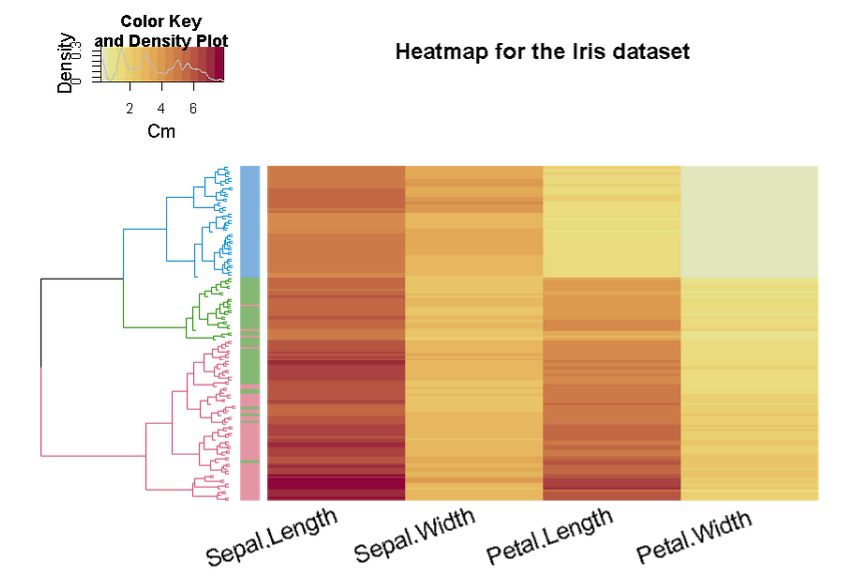 Color Key
and Density Plot
Heatmap for the Iris dataset
Density
0 0.3
2 4 6
Cm
Sepal.Length Sepal.Width Petal.Length Petal.Width